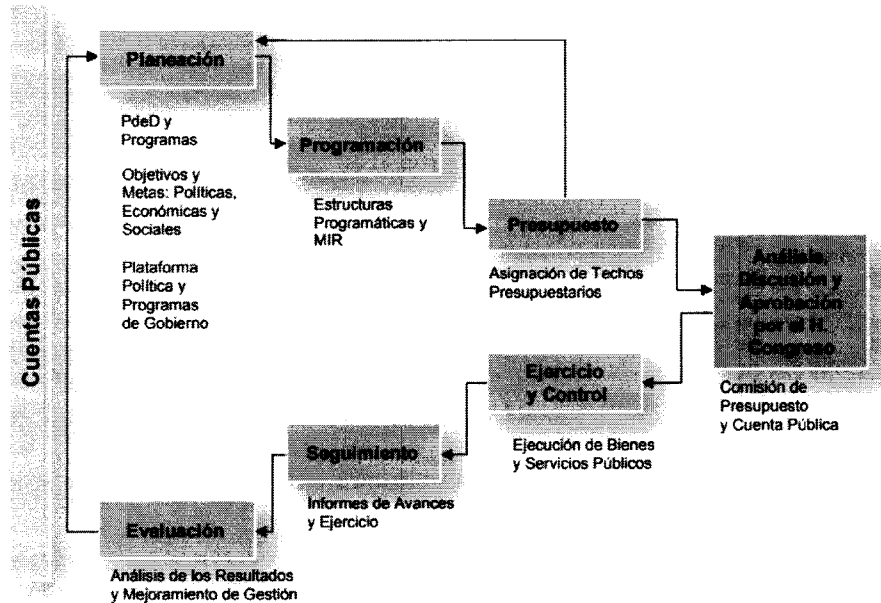 Cuentas Públicas
Planeación
PdeD y
Programas
Objetivos y
Metas: Políticas,
Económicas y
Sociales
Plataforma
Política y
Programas
de Gobierno
Programación
Estructuras
Programáticas y
MIR
Presupuesto
Asignación de Techos
Presupuestarios
Análisis,
Discusión y
Aprobación
por el H.
Congreso
Comisión de
Presupuesto
y Cuenta Pública
Ejercicio
y Control
Ejecución de Bienes
y Servicios Públicos
Seguimiento
Informes de Avances
y Ejercicio
Evaluación
Análisis de los Resultados
y Mejoramiento de Gestión